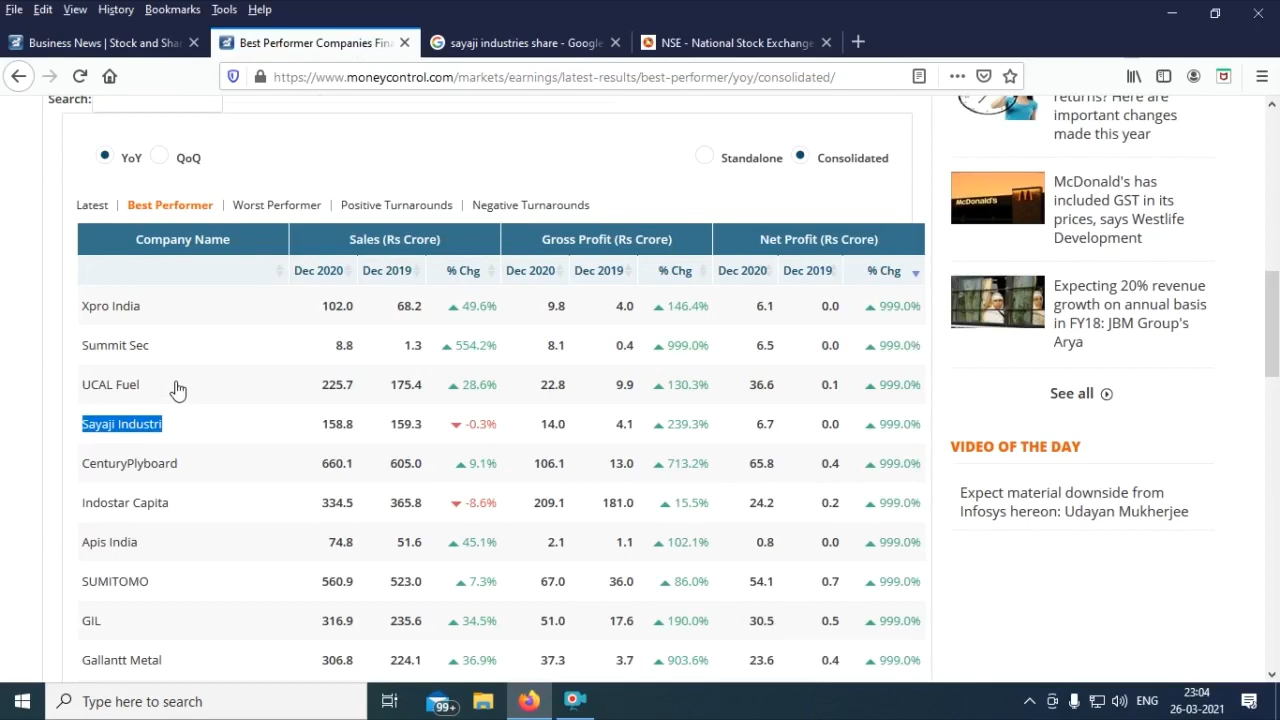 File Edit View History Bookmarks Tools Help
Business News | Stock and Sha
Best Performer Companies Fina
sayaji industries share - Google
NSE - National Stock Exchange
https://www.moneycontrol.com/markets/earnings/latest-results/best-performer/yoy/consolidated/
Search:
YoY QoQ Standalone Consolidated
Latest | Best Performer | Worst Performer | Positive Turnarounds | Negative Turnarounds
Company Name Sales (Rs Crore) Gross Profit (Rs Crore) Net Profit (Rs Crore)
Dec 2020 Dec 2019 % Chg Dec 2020 Dec 2019 % Chg Dec 2020 Dec 2019 % Chg
Xpro India 102.0 68.2 49.6% 9.8 4.0 146.4% 6.1 0.0 999.0%
Summit Sec 8.8 1.3 554.2% 8.1 0.4 999.0% 6.5 0.0 999.0%
UCAL Fuel 225.7 175.4 28.6% 22.8 9.9 130.3% 36.6 0.1 999.0%
Sayaji Industri 158.8 159.3 -0.3% 14.0 4.1 239.3% 6.7 0.0 999.0%
CenturyPlyboard 660.1 605.0 9.1% 106.1 13.0 713.2% 65.8 0.4 999.0%
Indostar Capita 334.5 365.8 -8.6% 209.1 181.0 15.5% 24.2 0.2 999.0%
Apis India 74.8 51.6 45.1% 2.1 1.1 102.1% 0.8 0.0 999.0%
SUMITOMO 560.9 523.0 7.3% 67.0 36.0 86.0% 54.1 0.7 999.0%
GIL 316.9 235.6 34.5% 51.0 17.6 190.0% 30.5 0.5 999.0%
Gallantt Metal 306.8 224.1 36.9% 37.3 3.7 903.6% 23.6 0.4 999.0%
returns? Here are
important changes
made this year
McDonald's
McDonald's has
included GST in its
prices, says Westlife
Development
Expecting 20% revenue
growth on annual basis
in FY18: JBM Group's
Arya
See all
VIDEO OF THE DAY
Expect material downside from
Infosys hereon: Udayan Mukherjee
Type here to search
99+
ENG
23:04
26-03-2021